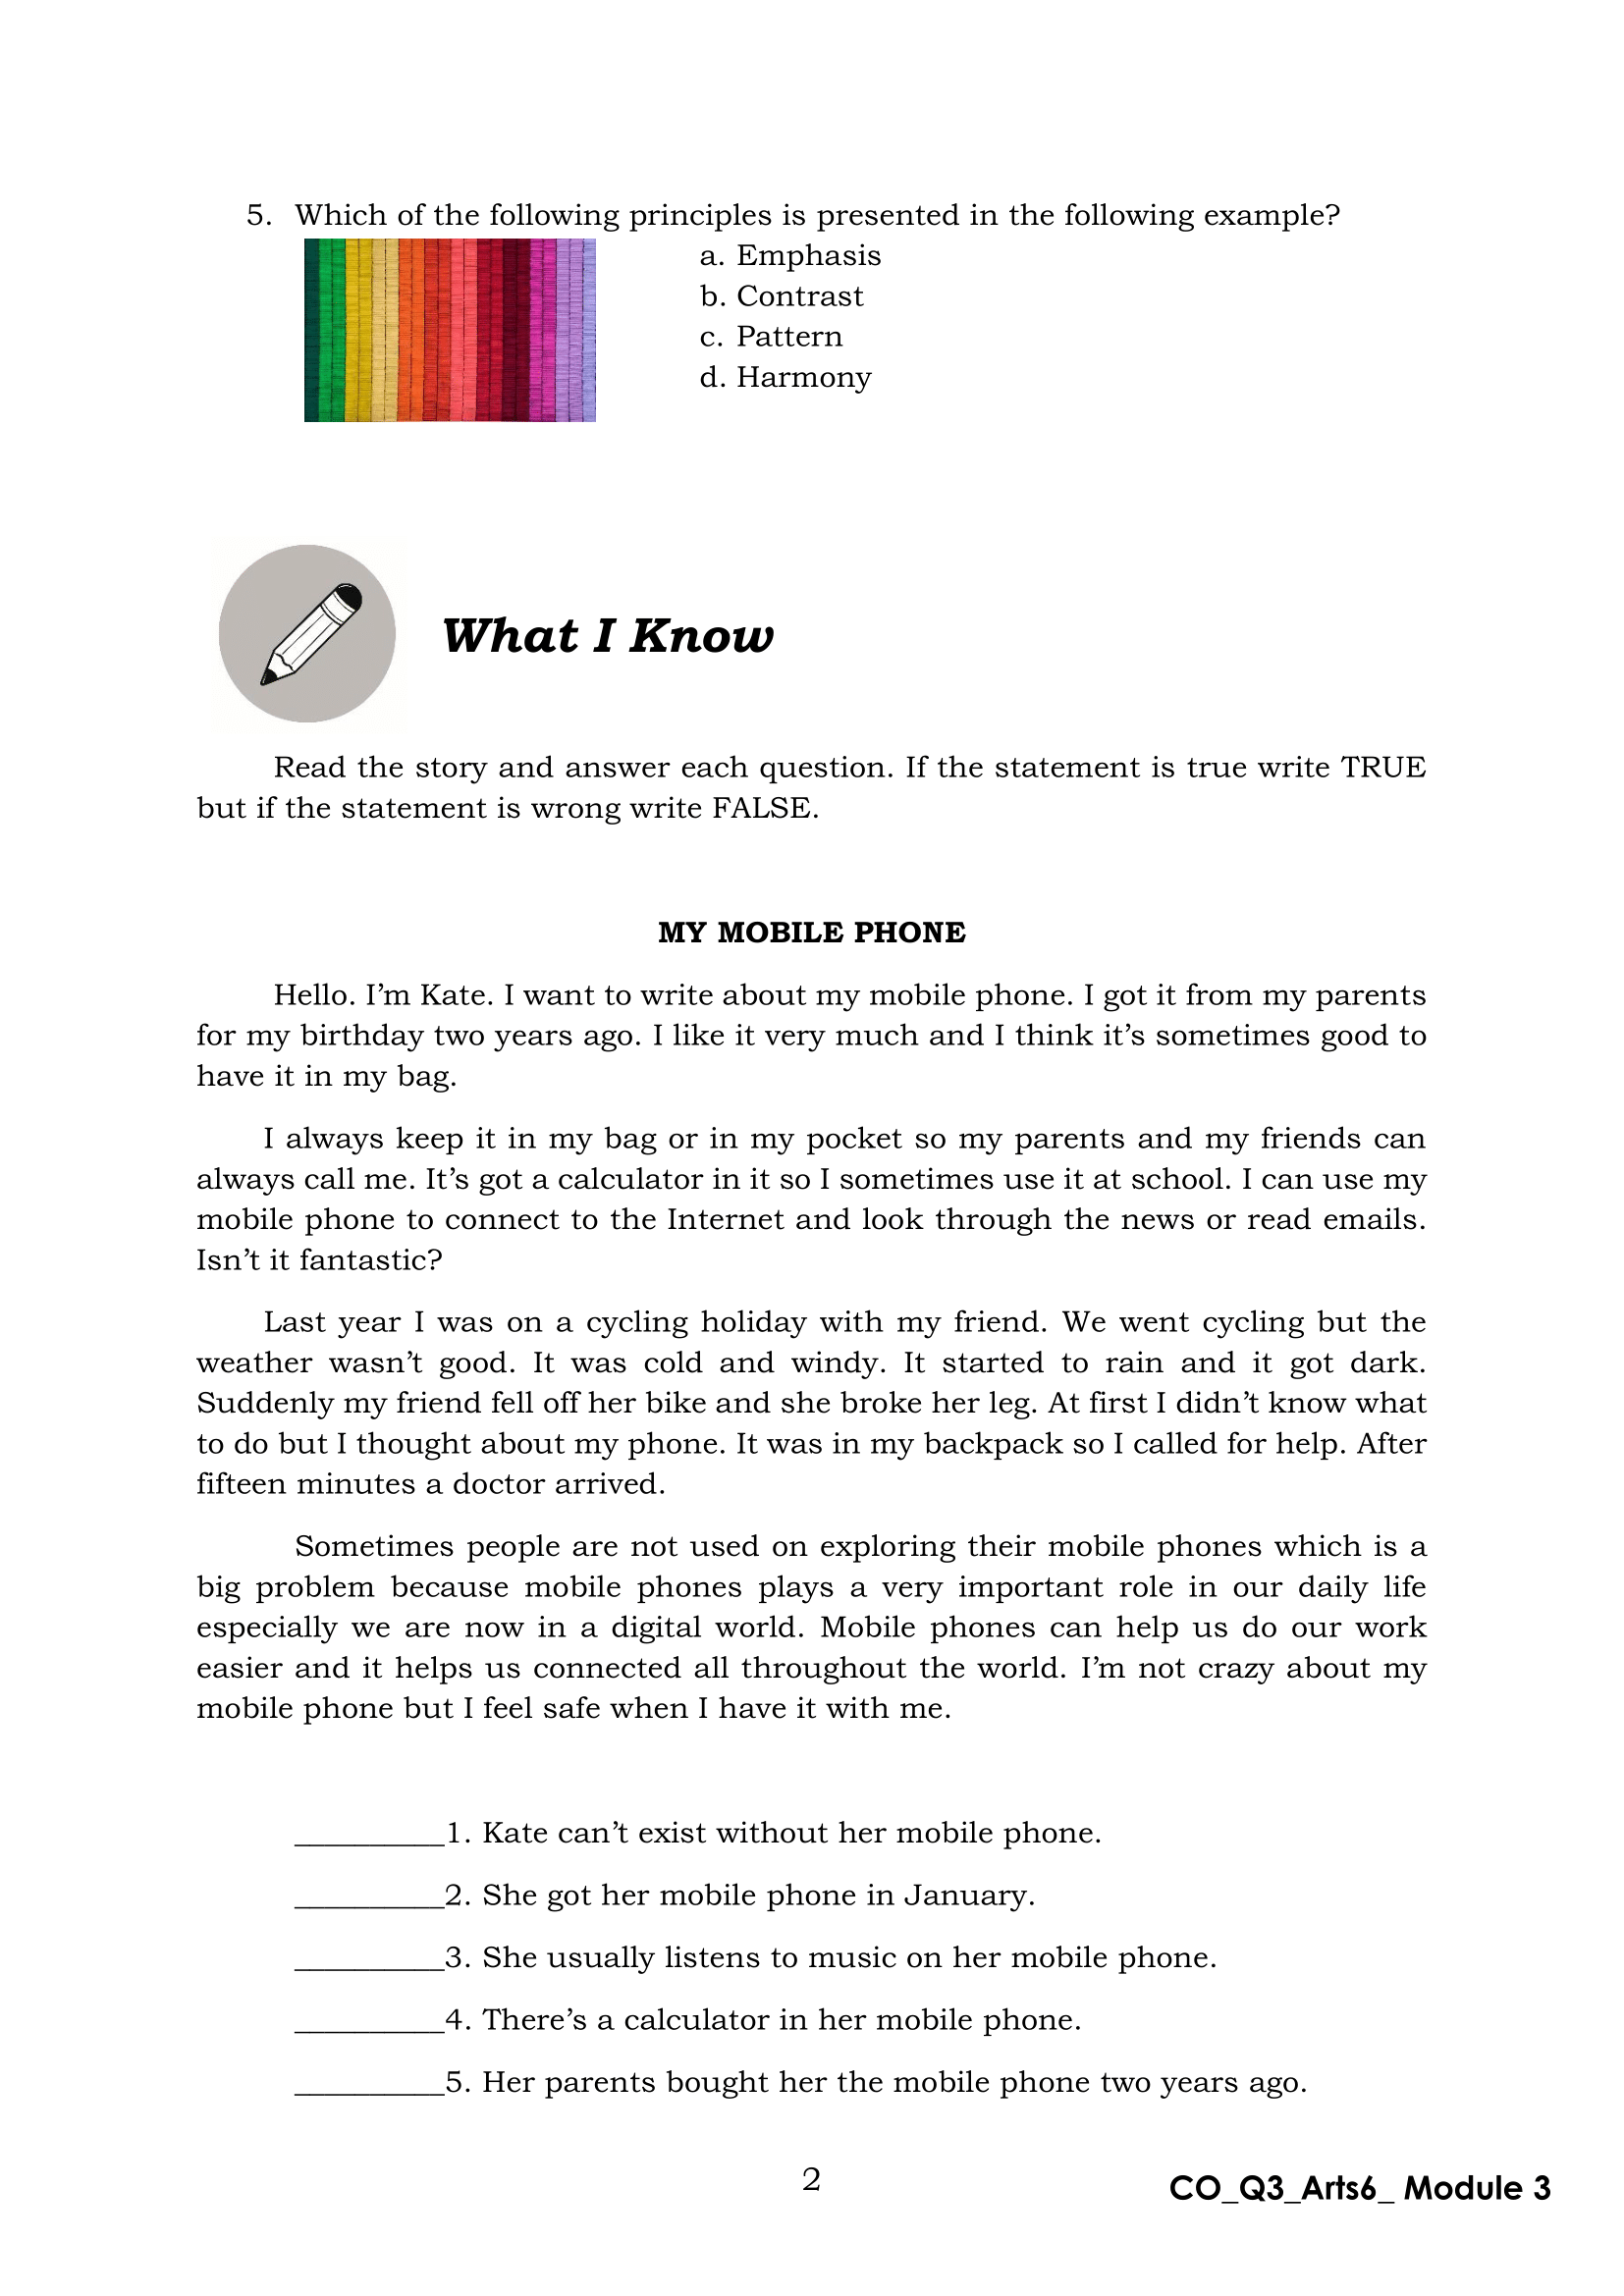 5. Which of the following principles is presented in the following example?
a. Emphasis
b. Contrast
c. Pattern
d. Harmony
What I Know
Read the story and answer each question. If the statement is true write TRUE
but if the statement is wrong write FALSE.
MY MOBILE PHONE
Hello. I’m Kate. I want to write about my mobile phone. I got it from my parents
for my birthday two years ago. I like it very much and I think it’s sometimes good to
have it in my bag.
I always keep it in my bag or in my pocket so my parents and my friends can
always call me. It’s got a calculator in it so I sometimes use it at school. I can use my
mobile phone to connect to the Internet and look through the news or read emails.
Isn’t it fantastic?
Last year I was on a cycling holiday with my friend. We went cycling but the
weather wasn’t good. It was cold and windy. It started to rain and it got dark.
Suddenly my friend fell off her bike and she broke her leg. At first I didn’t know what
to do but I thought about my phone. It was in my backpack so I called for help. After
fifteen minutes a doctor arrived.
Sometimes people are not used on exploring their mobile phones which is a
big problem because mobile phones plays a very important role in our daily life
especially we are now in a digital world. Mobile phones can help us do our work
easier and it helps us connected all throughout the world. I’m not crazy about my
mobile phone but I feel safe when I have it with me.
__________1. Kate can’t exist without her mobile phone.
__________2. She got her mobile phone in January.
__________3. She usually listens to music on her mobile phone.
__________4. There’s a calculator in her mobile phone.
__________5. Her parents bought her the mobile phone two years ago.
2
CO_Q3_Arts6_ Module 3